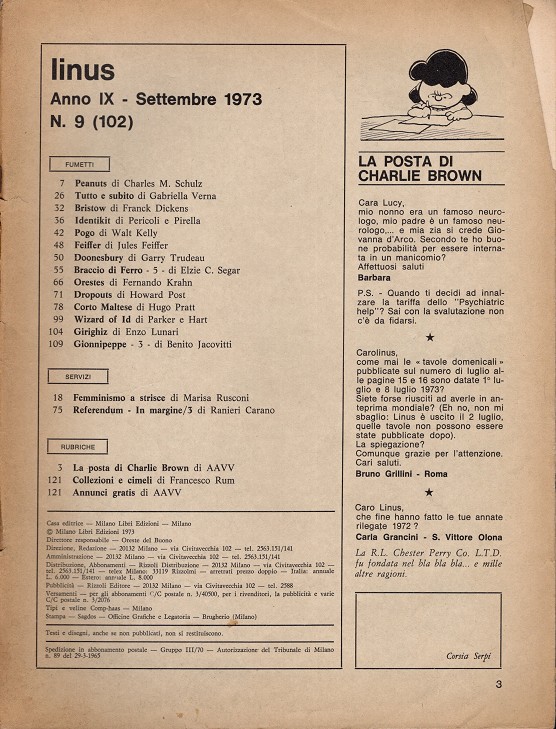 linus
Anno IX - Settembre 1973
N. 9 (102)
FUMETTI
7 Peanuts di Charles M. Schulz
26 Tutto e subito di Gabriella Verna
32 Bristow di Franck Dickens
36 Identikit di Pericoli e Pirella
42 Pogo di Walt Kelly
48 Feiffer di Jules Feiffer
50 Doonesbury di Garry Trudeau
55 Braccio di Ferro - 5 - di Elzie C. Segar
66 Orestes di Fernando Krahn
71 Dropouts di Howard Post
78 Corto Maltese di Hugo Pratt
99 Wizard of Id di Parker e Hart
104 Girighiz di Enzo Lunari
109 Gionnipeppe - 3 - di Benito Jacovitti
SERVIZI
18 Femminismo a strisce di Marisa Rusconi
75 Referendum - In margine/3 di Ranieri Carano
RUBRICHE
3 La posta di Charlie Brown di AAVV
121 Collezioni e cimeli di Francesco Rum
121 Annunci gratis di AAVV
Casa editrice — Milano Libri Edizioni — Milano
© Milano Libri Edizioni 1973
Direttore responsabile — Oreste del Buono
Direzione, Redazione — 20132 Milano — via Civitavecchia 102 — tel. 2563.151/141
Amministrazione — 20132 Milano — via Civitavecchia 102 — tel. 2563.151/141
Distribuzione, Abbonamenti — Rizzoli Distribuzione — 20132 Milano — via Civitavecchia 102 —
tel. 2563.151/141 — telex Milano: 33119 Rizzolmi — arretrati prezzo doppio — Italia: annuale
L. 6.000 — Estero: annuale L. 8.000
Pubblicità — Rizzoli Editore — 20132 Milano — via Civitavecchia 102 — tel. 2588
Versamenti — per gli abbonamenti C/C postale n. 3/40500, per i rivenditori, la pubblicità e varie
C/C postale n. 3/2076
Tipi e veline Comp-haas — Milano
Stampa — Sagdos — Officine Grafiche e Legatoria — Brugherio (Milano)
Testi e disegni, anche se non pubblicati, non si restituiscono.
Spedizione in abbonamento postale — Gruppo III/70 — Autorizzazione del Tribunale di Milano
n. 89 del 29-3-1965
LA POSTA DI
CHARLIE BROWN
Cara Lucy,
mio nonno era un famoso neuro-
logo, mio padre è un famoso neu-
rologo,... e mia zia si crede Gio-
vanna d'Arco. Secondo te ho buo-
ne probabilità per essere interna-
ta in un manicomio?
Affettuosi saluti
Barbara
P.S. - Quando ti decidi ad innal-
zare la tariffa dello "Psychiatric
help"? Sai con la svalutazione non
c'è da fidarsi.
★
Carolinus,
come mai le «tavole domenicali»
pubblicate sul numero di luglio al-
le pagine 15 e 16 sono datate 1° lu-
glio e 8 luglio 1973?
Siete forse riusciti ad averle in an-
teprima mondiale? (Eh no, non mi
sbaglio: Linus è uscito il 2 luglio,
quelle tavole non possono essere
state pubblicate dopo).
La spiegazione?
Comunque grazie per l'attenzione.
Cari saluti.
Bruno Grillini - Roma
★
Caro Linus,
che fine hanno fatto le tue annate
rilegate 1972?
Carla Grancini - S. Vittore Olona
La R.L. Chester Perry Co. L.T.D.
fu fondata nel bla bla bla... e mille
altre ragioni.
Corsia Serpi
3